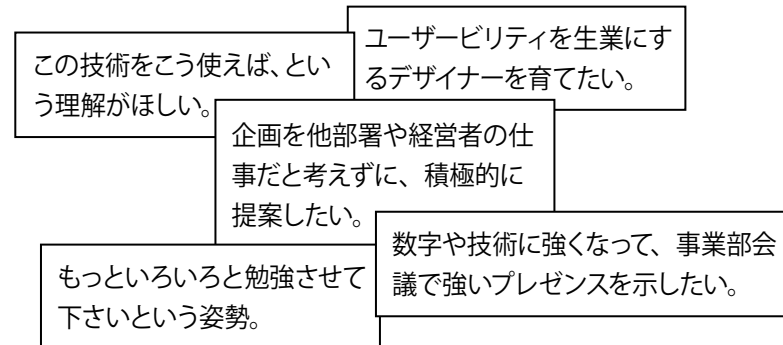 この技術をこう使えば、とい
う理解がほしい。
ユーザービリティを生業にす
るデザイナーを育てたい。
企画を他部署や経営者の仕
事だと考えずに、積極的に
提案したい。
数字や技術に強くなって、事業部会
議で強いプレゼンスを示したい。
もっといろいろと勉強させて
下さいという姿勢。